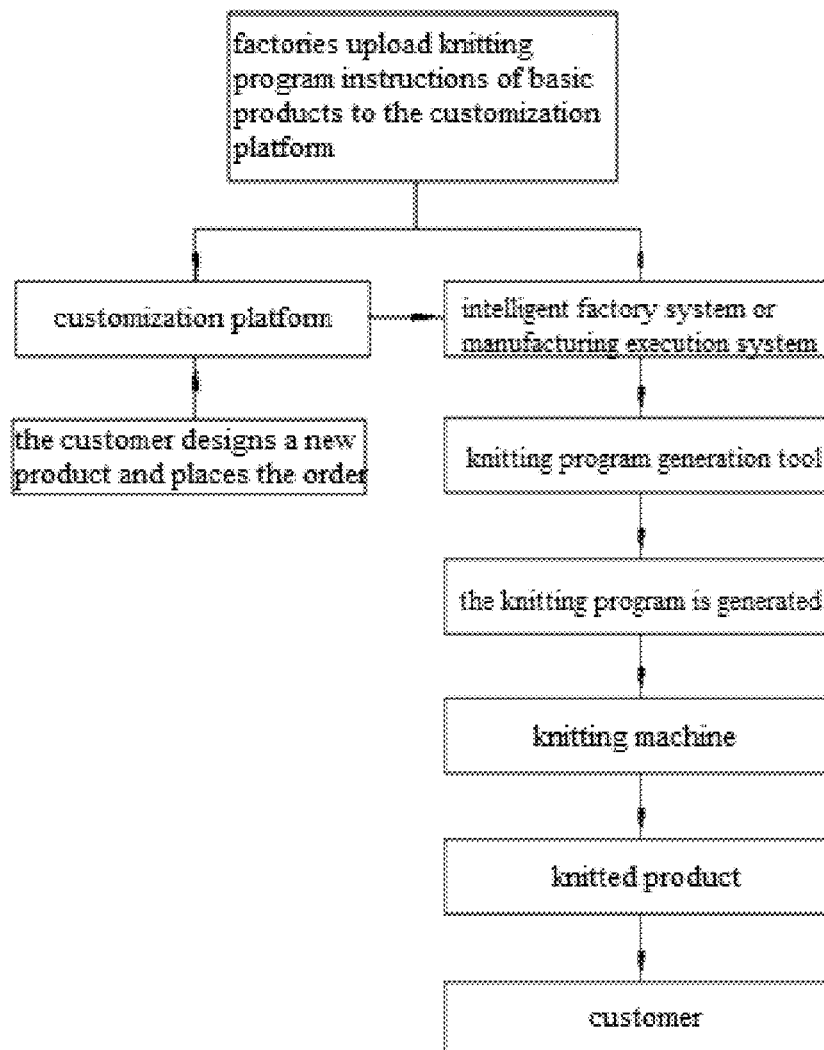 factories upload knitting
program instructions of basic
products to the customization
platform
customization platform
intelligent factory system or
manufacturing execution system
the customer designs a new
product and places the order
knitting program generation tool
the knitting program is generated
knitting machine
knitted product
customer